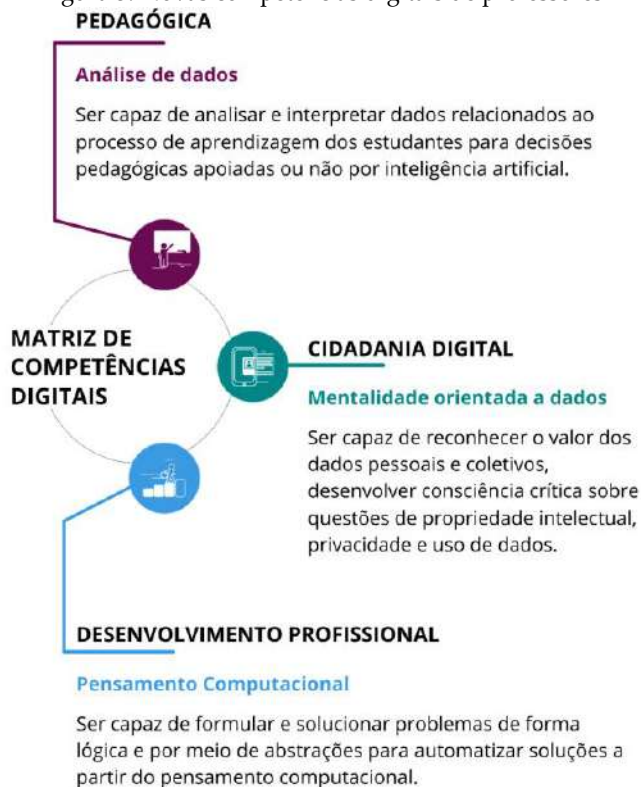 PEDAGÓGICA
Análise de dados
Ser capaz de analisar e interpretar dados relacionados ao
processo de aprendizagem dos estudantes para decisões
pedagógicas apoiadas ou não por inteligência artificial.
MATRIZ DE
COMPETÊNCIAS
DIGITAIS
CIDADANIA DIGITAL
Mentalidade orientada a dados
Ser capaz de reconhecer o valor dos
dados pessoais e coletivos,
desenvolver consciência crítica sobre
questões de propriedade intelectual,
privacidade e uso de dados.
DESENVOLVIMENTO PROFISSIONAL
Pensamento Computacional
Ser capaz de formular e solucionar problemas de forma
lógica e por meio de abstrações para automatizar soluções a
partir do pensamento computacional.